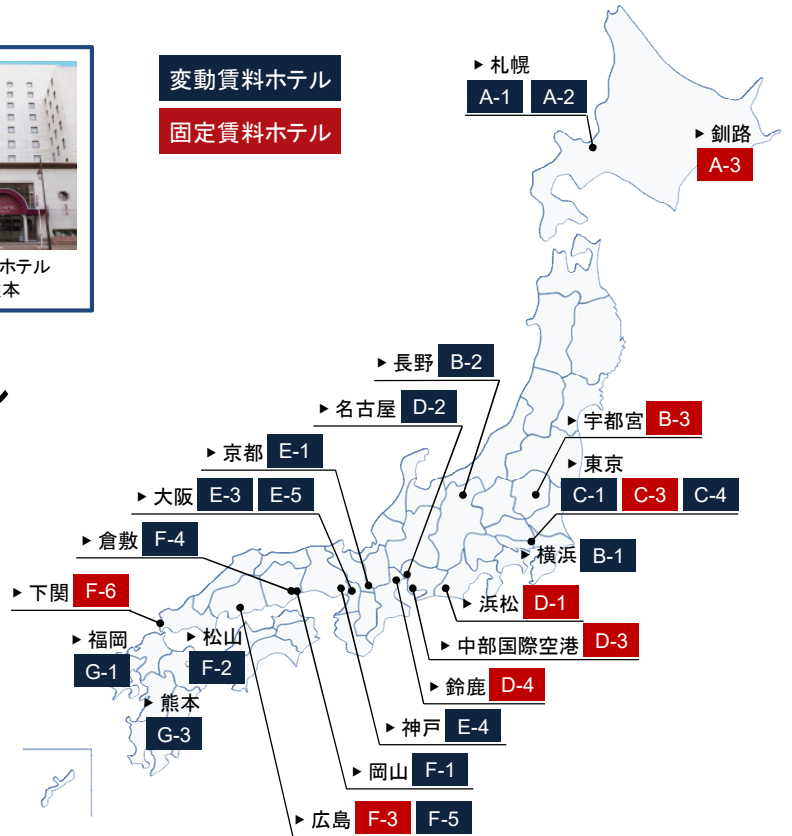 変動賃料ホテル
固定賃料ホテル
ホテル
本
▶ 札幌
A-1 A-2
▶ 釧路
A-3
▶ 長野 B-2
▶ 名古屋 D-2
▶ 宇都宮 B-3
▶ 京都 E-1
▶ 東京
C-1 C-3 C-4
▶ 大阪 E-3 E-5
▶ 倉敷 F-4
▶ 横浜 B-1
▶ 下関 F-6
▶ 浜松 D-1
▶ 福岡
G-1
▶ 松山
F-2
▶ 中部国際空港 D-3
▶ 鈴鹿 D-4
▶ 熊本
G-3
▶ 神戸 E-4
▶ 岡山 F-1
▶ 広島 F-3 F-5